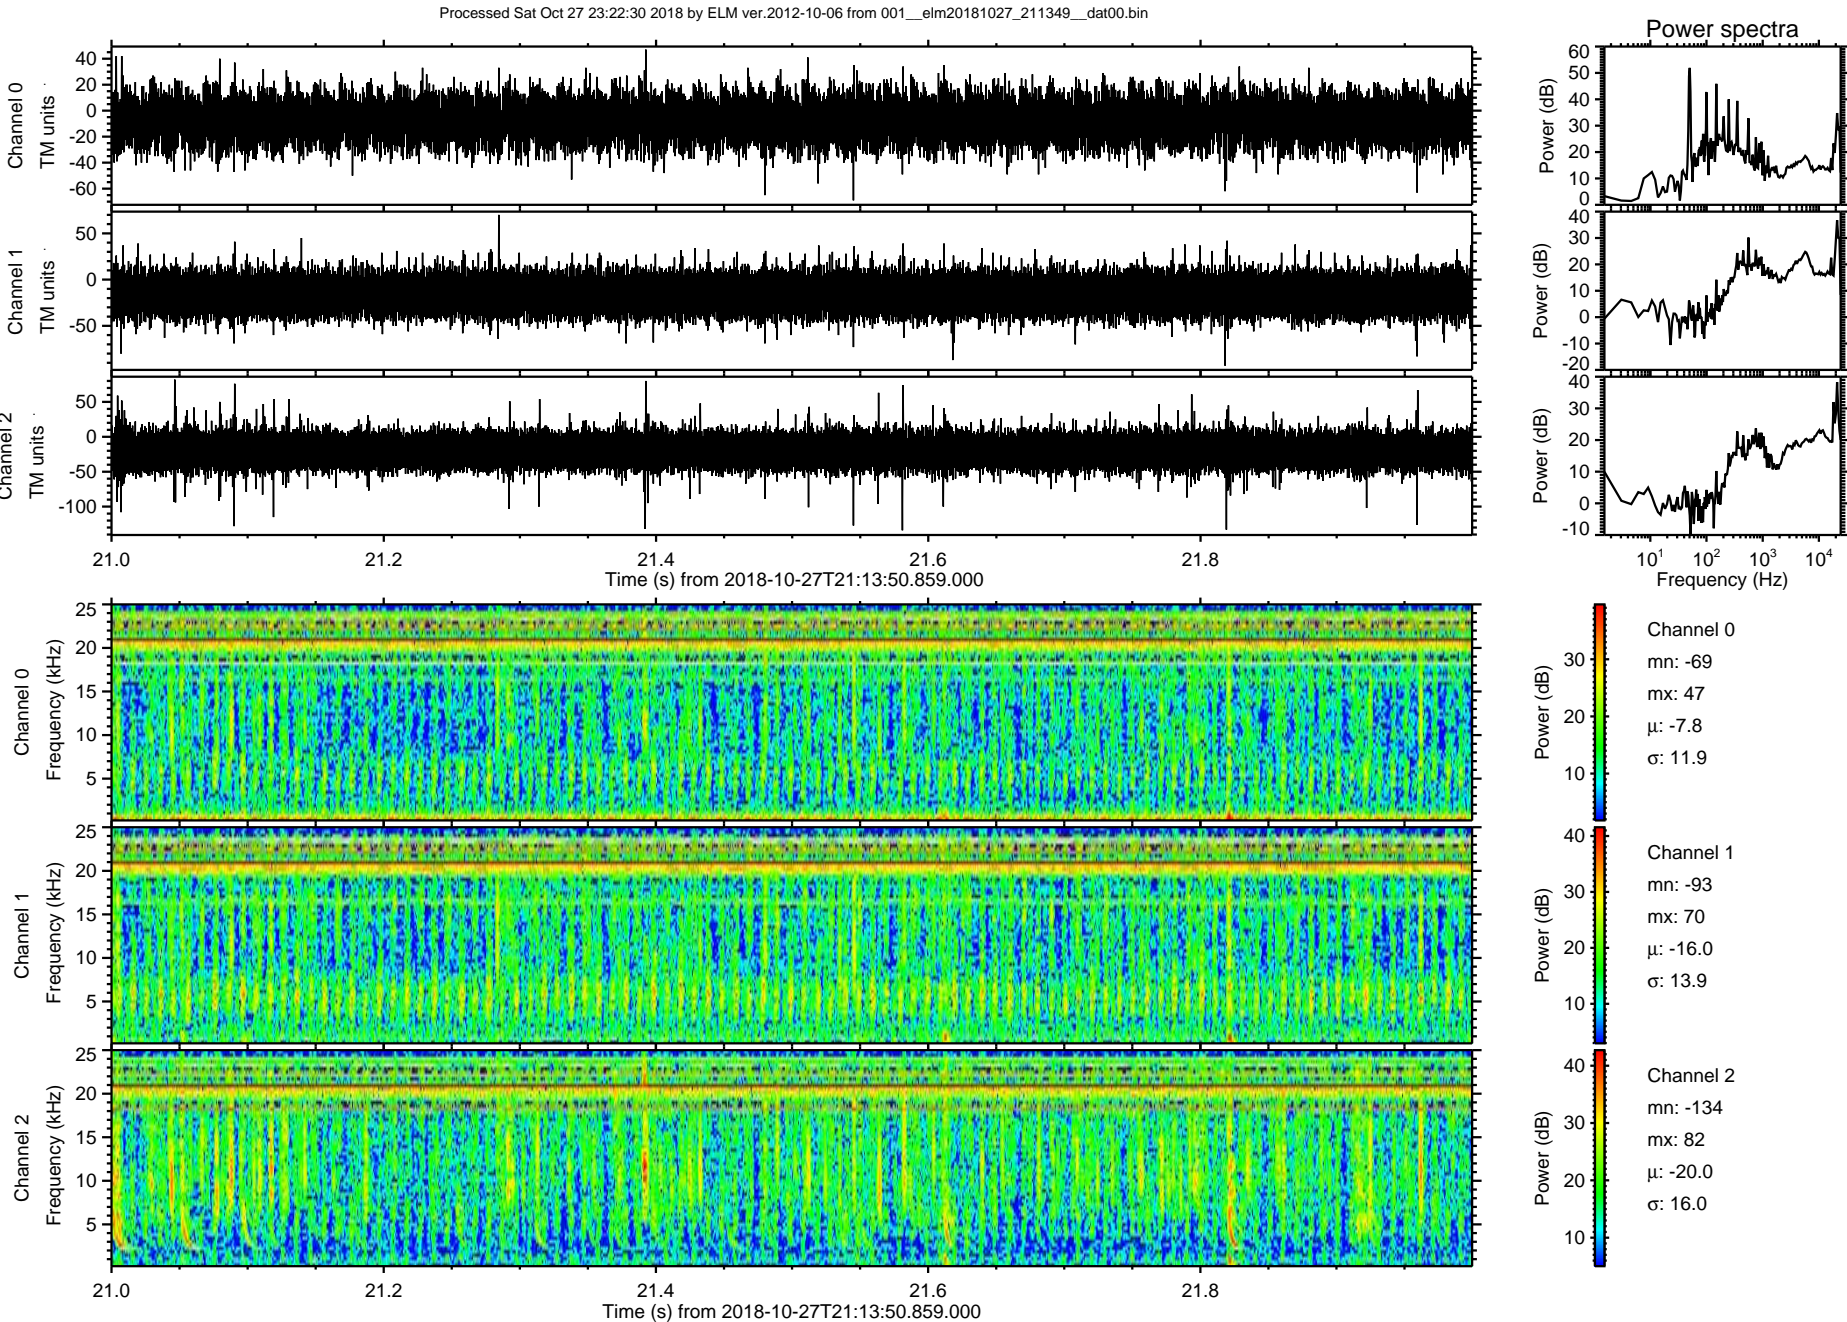 Processed Sat Oct 27 23:22:30 2018 by ELM ver.2012-10-06 from 001__elm20181027_211349__dat00.bin
Power spectra
Channel 0
TM units
40
20
0
-20
-40
-60
Power (dB)
60
50
40
30
20
10
0
Channel 1
TM units
50
0
-50
Power (dB)
40
30
20
10
0
-10
-20
Channel 2
TM units
50
0
-50
-100
Power (dB)
40
30
20
10
0
-10
21.0 21.2 21.4 21.6 21.8
Time (s) from 2018-10-27T21:13:50.859.000
10¹ 10² 10³ 10⁴
Frequency (Hz)
Channel 0
Frequency (kHz)
25
20
15
10
5
Power (dB)
30
20
10
Channel 0
mn: -69
mx: 47
μ: -7.8
σ: 11.9
Channel 1
Frequency (kHz)
25
20
15
10
5
Power (dB)
40
30
20
10
Channel 1
mn: -93
mx: 70
μ: -16.0
σ: 13.9
Channel 2
Frequency (kHz)
25
20
15
10
5
Power (dB)
40
30
20
10
Channel 2
mn: -134
mx: 82
μ: -20.0
σ: 16.0
21.0 21.2 21.4 21.6 21.8
Time (s) from 2018-10-27T21:13:50.859.000